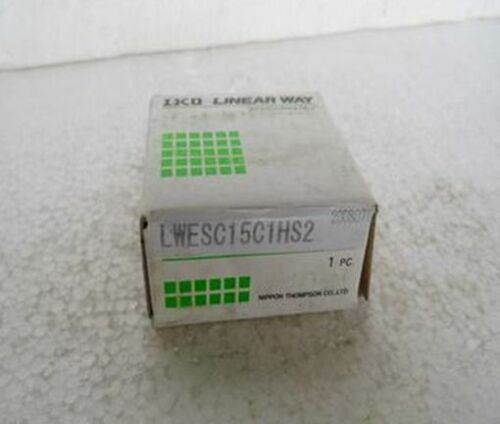 IKO LINEAR WAY
LWESC15C1HS2
1 PC.
NIPPON THOMPSON CO.,LTD.